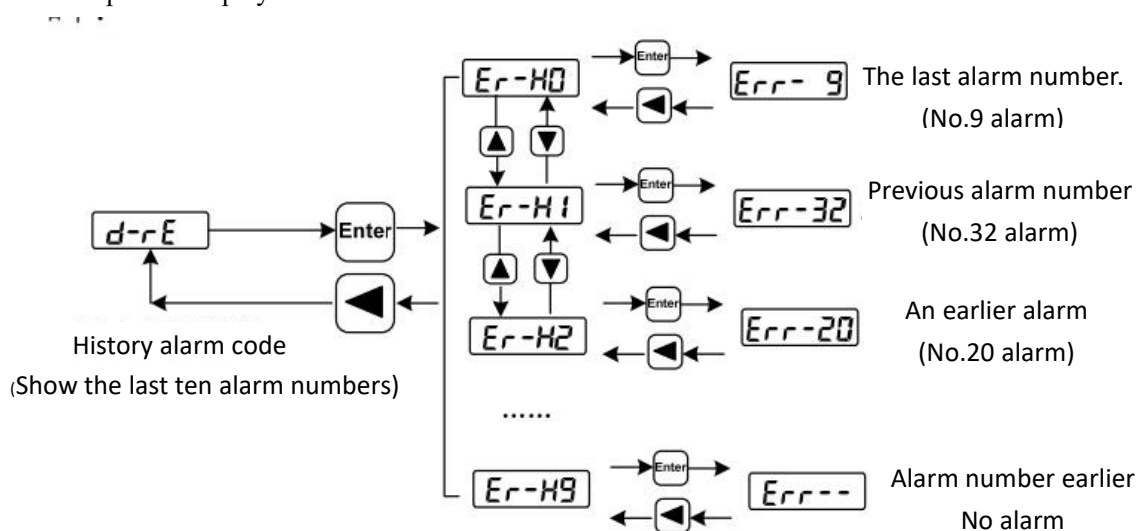 Er-H0
Enter
Err- 9
The last alarm number.
(No.9 alarm)
Er-H1
Enter
Err-32
Previous alarm number
(No.32 alarm)
d-rE
Enter
Er-H2
Enter
Err-20
An earlier alarm
(No.20 alarm)
History alarm code
(Show the last ten alarm numbers)
......
Er-H9
Enter
Err--
Alarm number earlier
No alarm